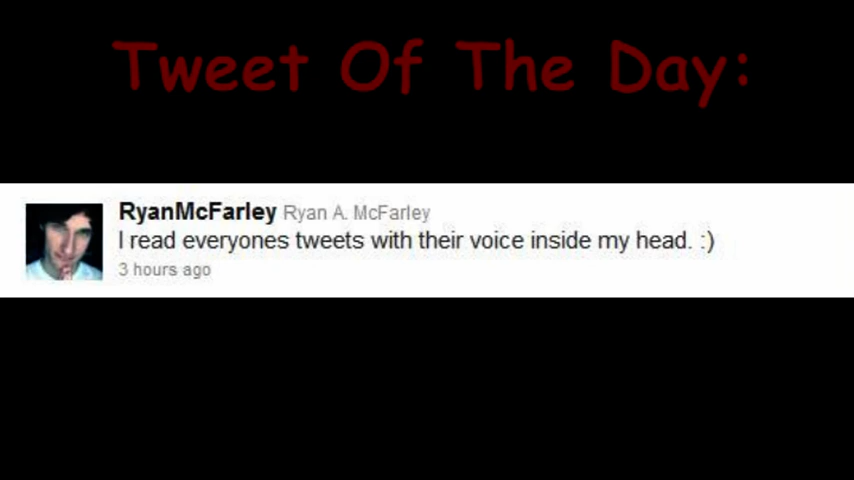 Tweet Of The Day:
RyanMcFarley Ryan A. McFarley
I read everyones tweets with their voice inside my head. :)
3 hours ago